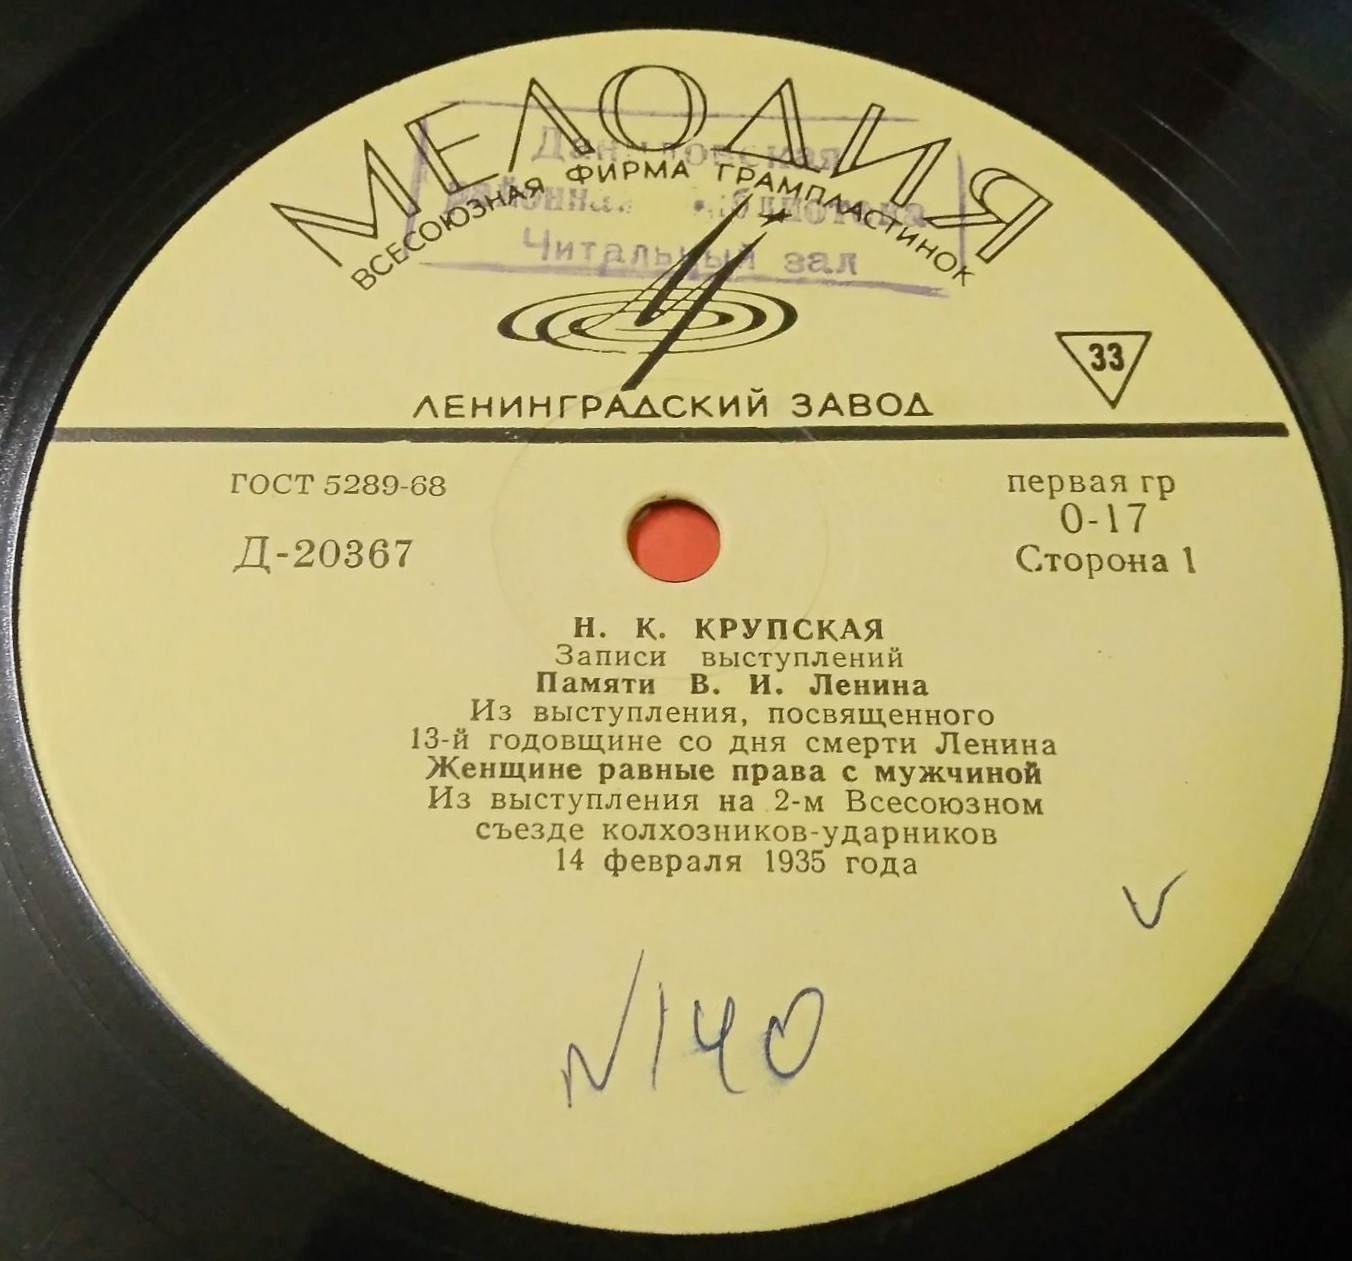 МЕЛОДИЯ
ВСЕСОЮЗНАЯ ФИРМА ГРАМПЛАСТИНОК
Читальный зал
33
ЛЕНИНГРАДСКИЙ ЗАВОД
ГОСТ 5289-68
первая гр
0-17
Д-20367
Сторона 1
Н. К. КРУПСКАЯ
Записи выступлений
Памяти В. И. Ленина
Из выступления, посвященного
13-й годовщине со дня смерти Ленина
Женщине равные права с мужчиной
Из выступления на 2-м Всесоюзном
съезде колхозников-ударников
14 февраля 1935 года
N140